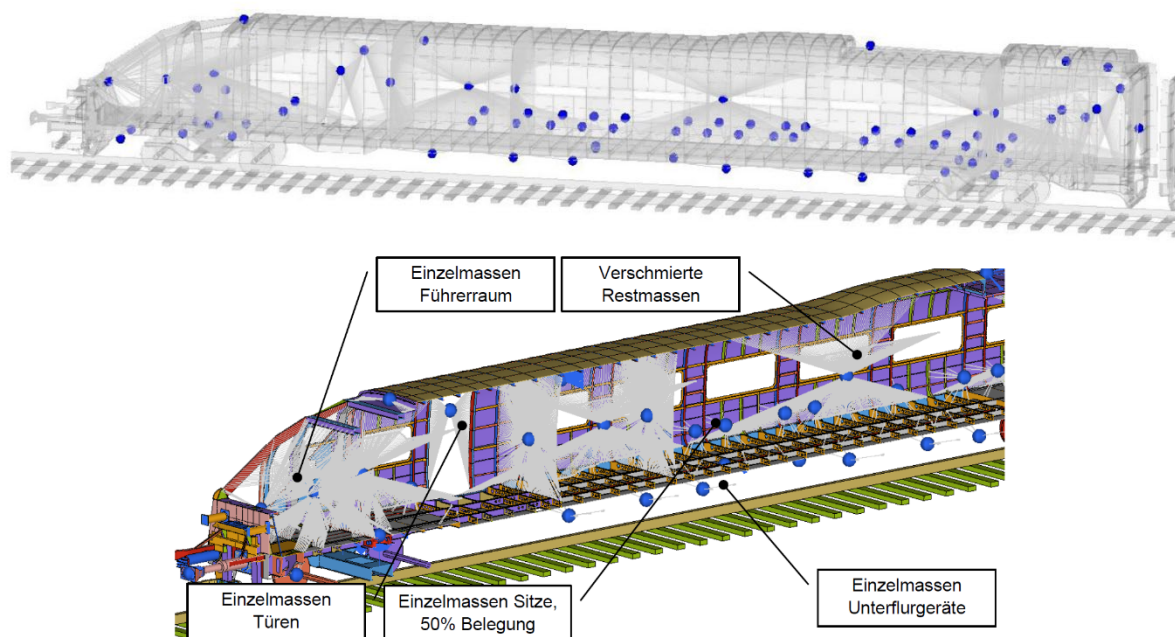 Einzelmassen
Führerraum
Verschmierte
Restmassen
Einzelmassen
Türen
Einzelmassen Sitze,
50% Belegung
Einzelmassen
Unterflurgeräte